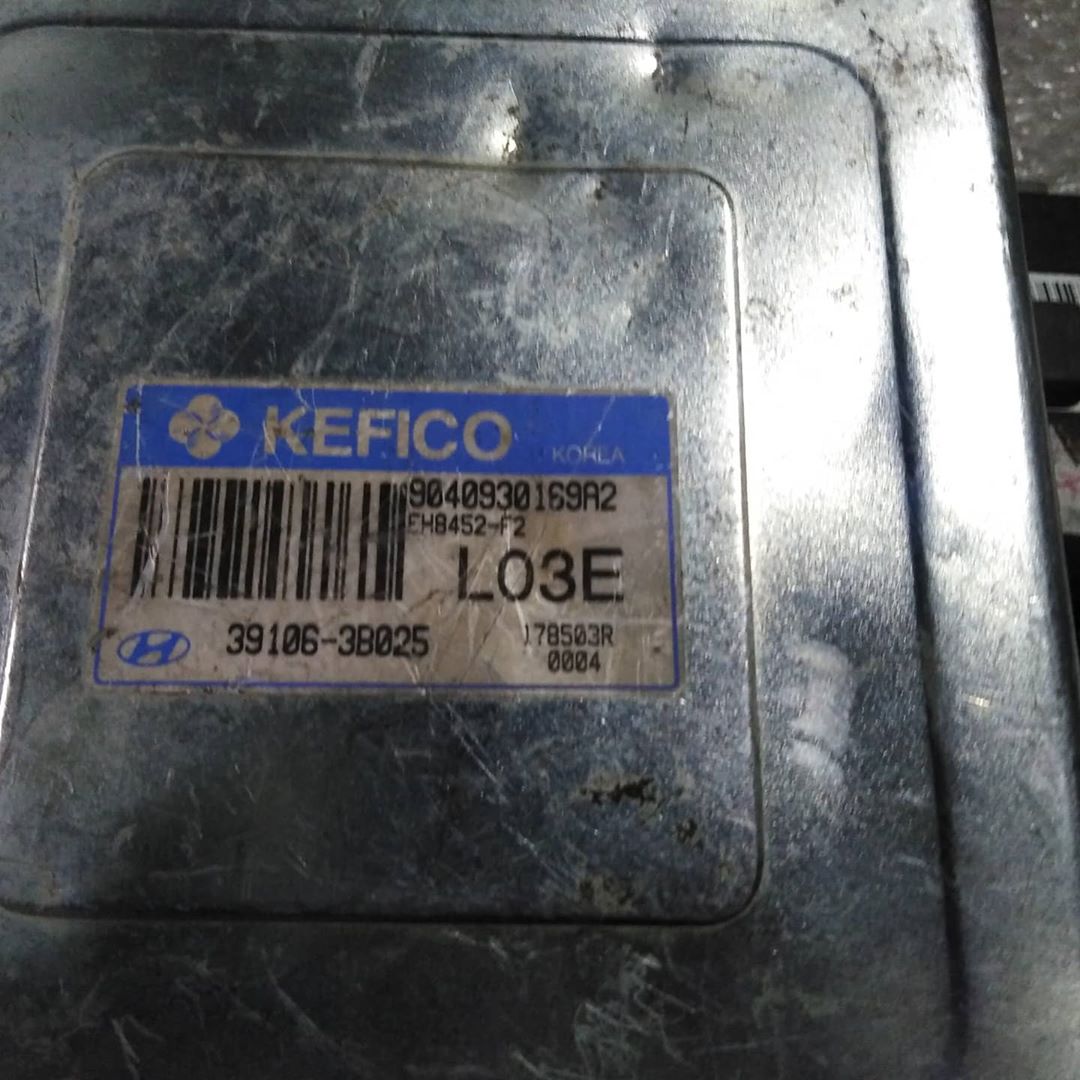 KEFICO KOREA
9040930169A2
EH8452-F2
L03E
39106-3B025
178503R
0004